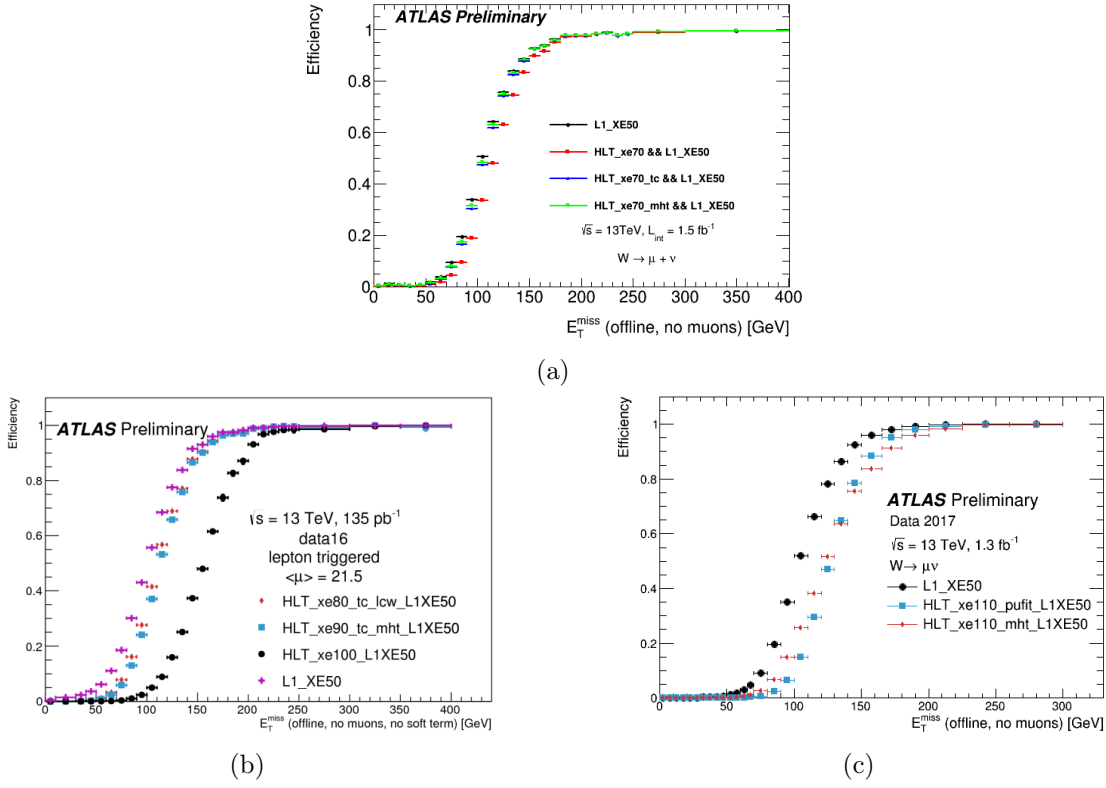 ATLAS Preliminary
Efficiency
1
0.8
0.6
0.4
0.2
0
L1_XE50
HLT_xe70 && L1_XE50
HLT_xe70_tc && L1_XE50
HLT_xe70_mht && L1_XE50
√s = 13TeV, L_int = 1.5 fb⁻¹
W → μ + ν
0 50 100 150 200 250 300 350 400
E_T^miss (offline, no muons) [GeV]
(a)
Efficiency
ATLAS Preliminary
1
0.8
0.6
0.4
0.2
0
√s = 13 TeV, 135 pb⁻¹
data16
lepton triggered
<μ> = 21.5
HLT_xe80_tc_lcw_L1XE50
HLT_xe90_tc_mht_L1XE50
HLT_xe100_L1XE50
L1_XE50
0 50 100 150 200 250 300 350 400
E_T^miss (offline, no muons, no soft term) [GeV]
(b)
Efficiency
1
0.8
0.6
0.4
0.2
0
ATLAS Preliminary
Data 2017
√s = 13 TeV, 1.3 fb⁻¹
W→ μν
L1_XE50
HLT_xe110_pufit_L1XE50
HLT_xe110_mht_L1XE50
0 50 100 150 200 250 300
E_T^miss (offline, no muons) [GeV]
(c)